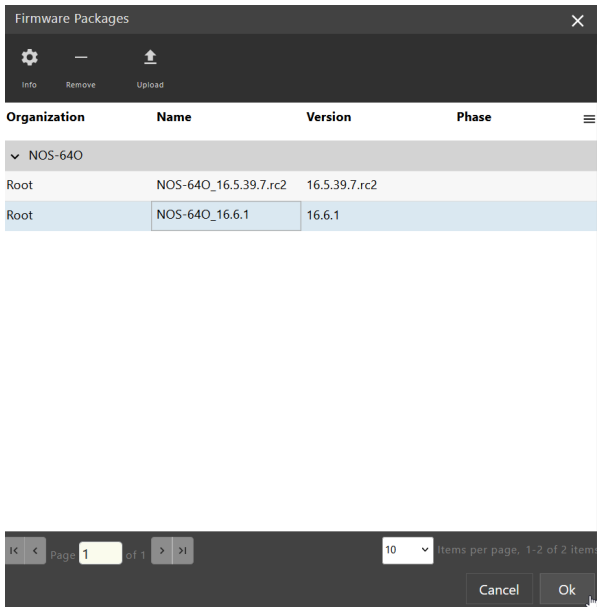 Firmware Packages
Info Remove Upload
Organization Name Version Phase
NOS-64O
Root NOS-64O_16.5.39.7.rc2 16.5.39.7.rc2
Root NOS-64O_16.6.1 16.6.1
Page 1 of 1 10 Items per page, 1-2 of 2 items
Cancel Ok